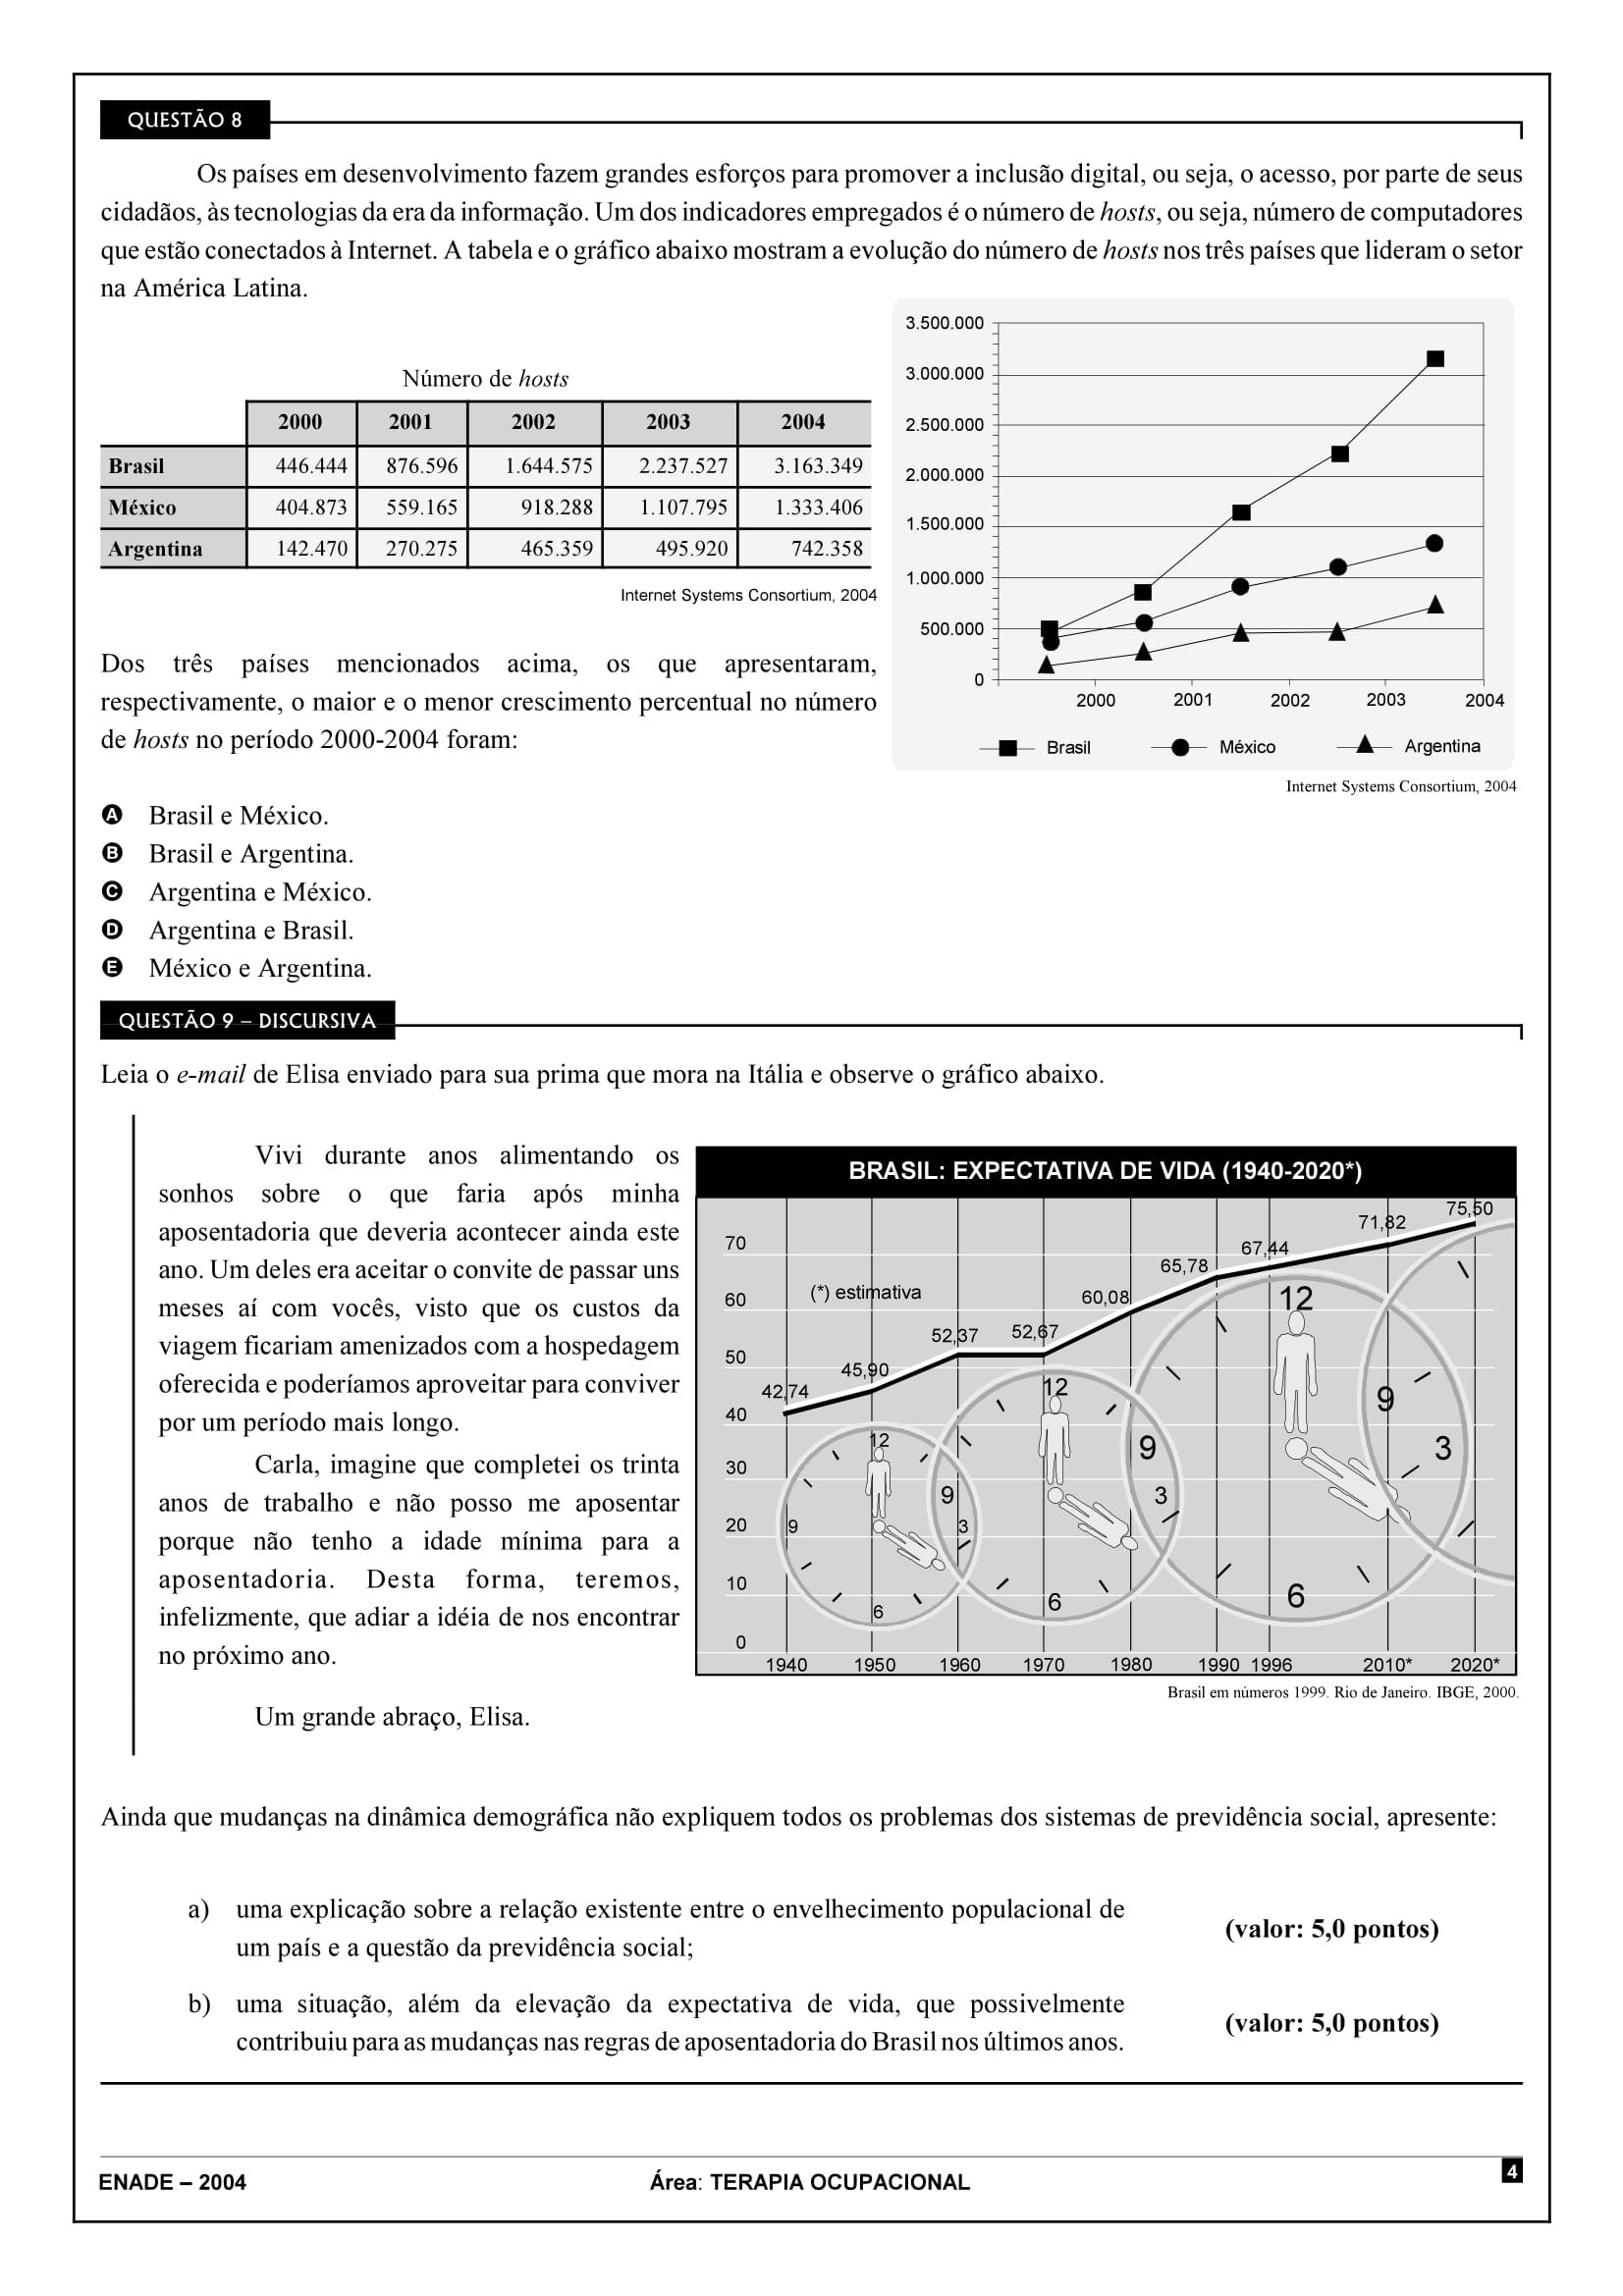 QUESTÃO 8
Os países em desenvolvimento fazem grandes esforços para promover a inclusão digital, ou seja, o acesso, por parte de seus
cidadãos, às tecnologias da era da informação. Um dos indicadores empregados é o número de hosts, ou seja, número de computadores
que estão conectados à Internet. A tabela e o gráfico abaixo mostram a evolução do número de hosts nos três países que lideram o setor
na América Latina.
Número de hosts
2000 2001 2002 2003 2004
Brasil 446.444 876.596 1.644.575 2.237.527 3.163.349
México 404.873 559.165 918.288 1.107.795 1.333.406
Argentina 142.470 270.275 465.359 495.920 742.358
Internet Systems Consortium, 2004
3.500.000
3.000.000
2.500.000
2.000.000
1.500.000
1.000.000
500.000
0
2000 2001 2002 2003 2004
Brasil México Argentina
Internet Systems Consortium, 2004
Dos três países mencionados acima, os que apresentaram,
respectivamente, o maior e o menor crescimento percentual no número
de hosts no período 2000-2004 foram:
A Brasil e México.
B Brasil e Argentina.
C Argentina e México.
D Argentina e Brasil.
E México e Argentina.
QUESTÃO 9 – DISCURSIVA
Leia o e-mail de Elisa enviado para sua prima que mora na Itália e observe o gráfico abaixo.
Vivi durante anos alimentando os
sonhos sobre o que faria após minha
aposentadoria que deveria acontecer ainda este
ano. Um deles era aceitar o convite de passar uns
meses aí com vocês, visto que os custos da
viagem ficariam amenizados com a hospedagem
oferecida e poderíamos aproveitar para conviver
por um período mais longo.
Carla, imagine que completei os trinta
anos de trabalho e não posso me aposentar
porque não tenho a idade mínima para a
aposentadoria. Desta forma, teremos,
infelizmente, que adiar a idéia de nos encontrar
no próximo ano.
Um grande abraço, Elisa.
BRASIL: EXPECTATIVA DE VIDA (1940-2020*)
70
60
50
40
30
20
10
0
(*) estimativa
42,74
45,90
52,37
52,67
60,08
65,78
67,44
71,82
75,50
12
9
3
6
12
9
3
6
12
9
3
6
9
1940 1950 1960 1970 1980 1990 1996 2010* 2020*
Brasil em números 1999. Rio de Janeiro. IBGE, 2000.
Ainda que mudanças na dinâmica demográfica não expliquem todos os problemas dos sistemas de previdência social, apresente:
a) uma explicação sobre a relação existente entre o envelhecimento populacional de
um país e a questão da previdência social;
(valor: 5,0 pontos)
b) uma situação, além da elevação da expectativa de vida, que possivelmente
contribuiu para as mudanças nas regras de aposentadoria do Brasil nos últimos anos.
(valor: 5,0 pontos)
ENADE – 2004
Área: TERAPIA OCUPACIONAL
4